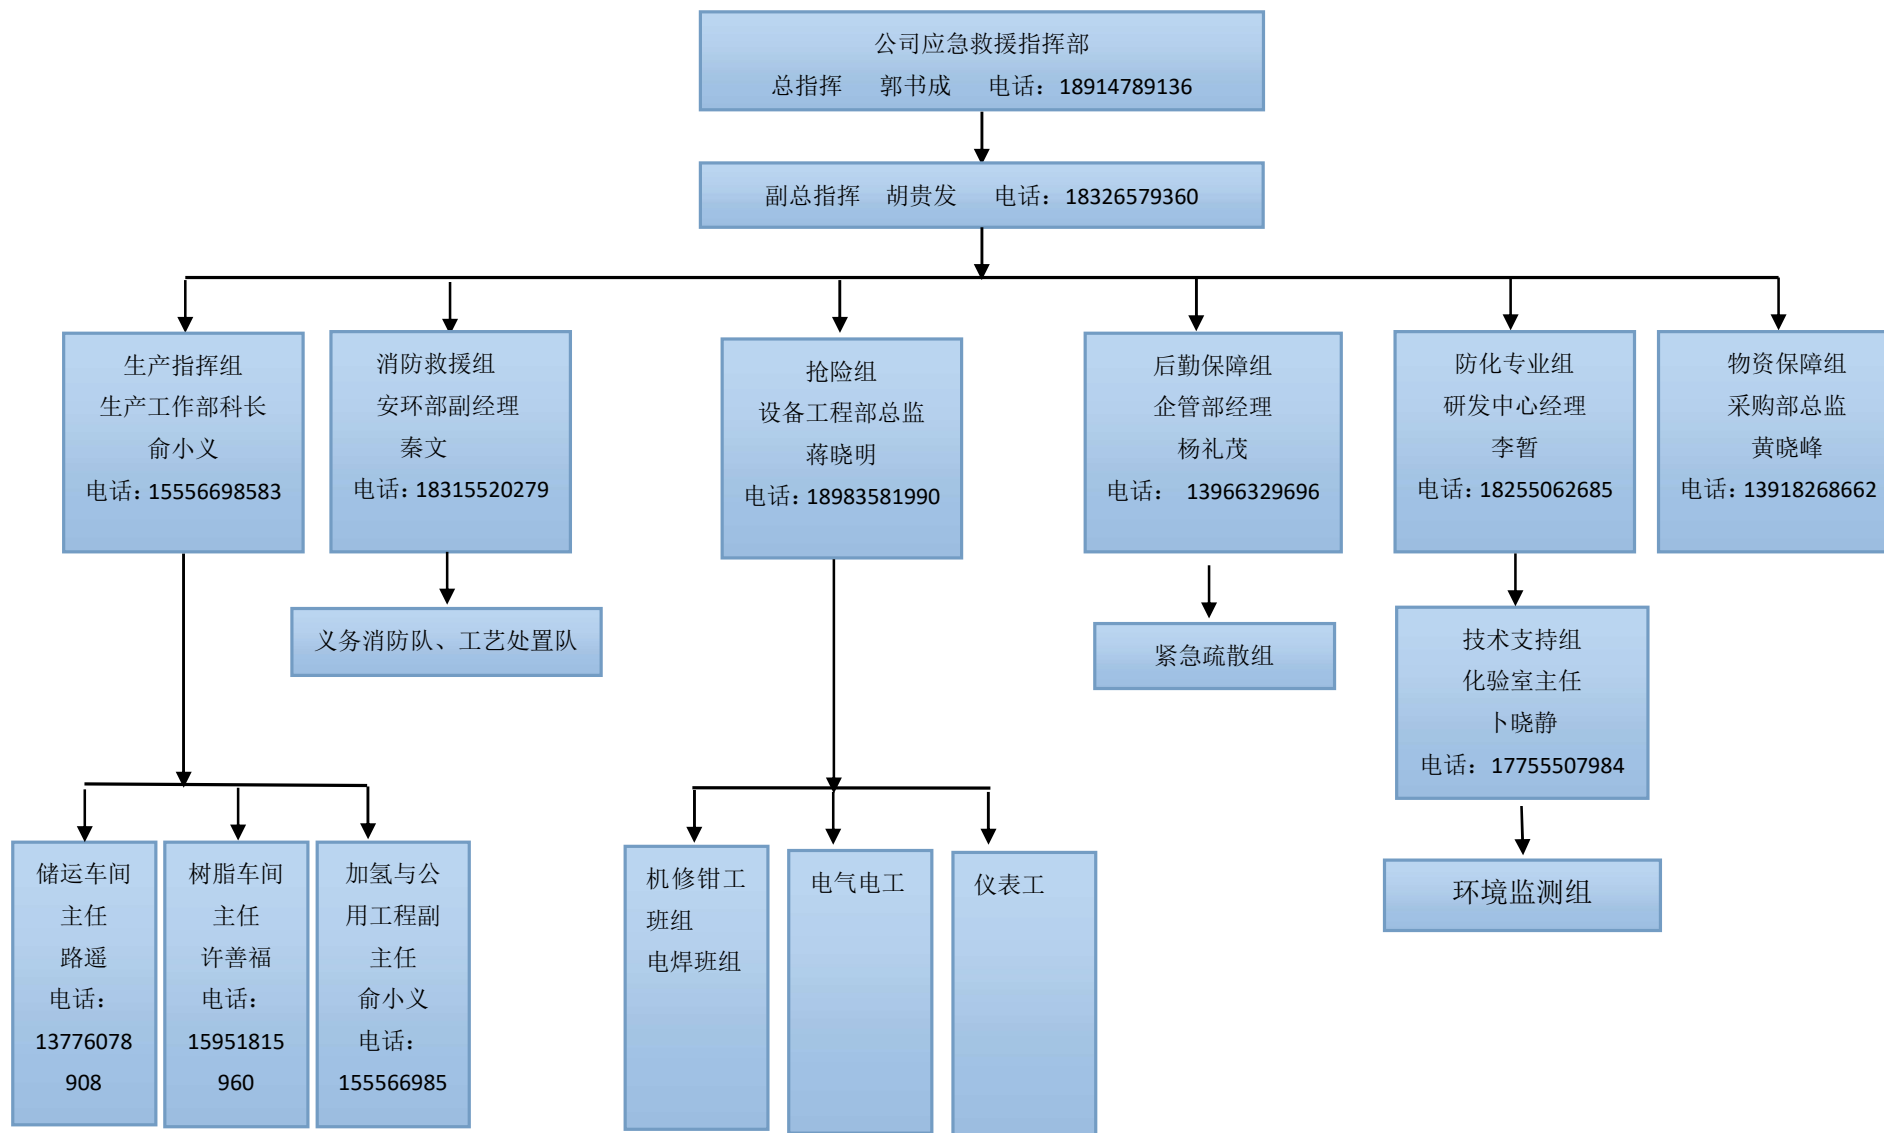 公司应急救援指挥部
总指挥 郭书成 电话：18914789136
副总指挥 胡贵发 电话：18326579360
生产指挥组
生产工作部科长
俞小义
电话：15556698583
消防救援组
安环部副经理
秦文
电话：18315520279
抢险组
设备工程部总监
蒋晓明
电话：18983581990
后勤保障组
企管部经理
杨礼茂
电话： 13966329696
防化专业组
研发中心经理
李暂
电话：18255062685
物资保障组
采购部总监
黄晓峰
电话：13918268662
义务消防队、工艺处置队
紧急疏散组
技术支持组
化验室主任
卜晓静
电话：17755507984
储运车间
主任
路遥
电话：
13776078
908
树脂车间
主任
许善福
电话：
15951815
960
加氢与公
用工程副
主任
俞小义
电话：
155566985
机修钳工
班组
电焊班组
电气电工
仪表工
环境监测组